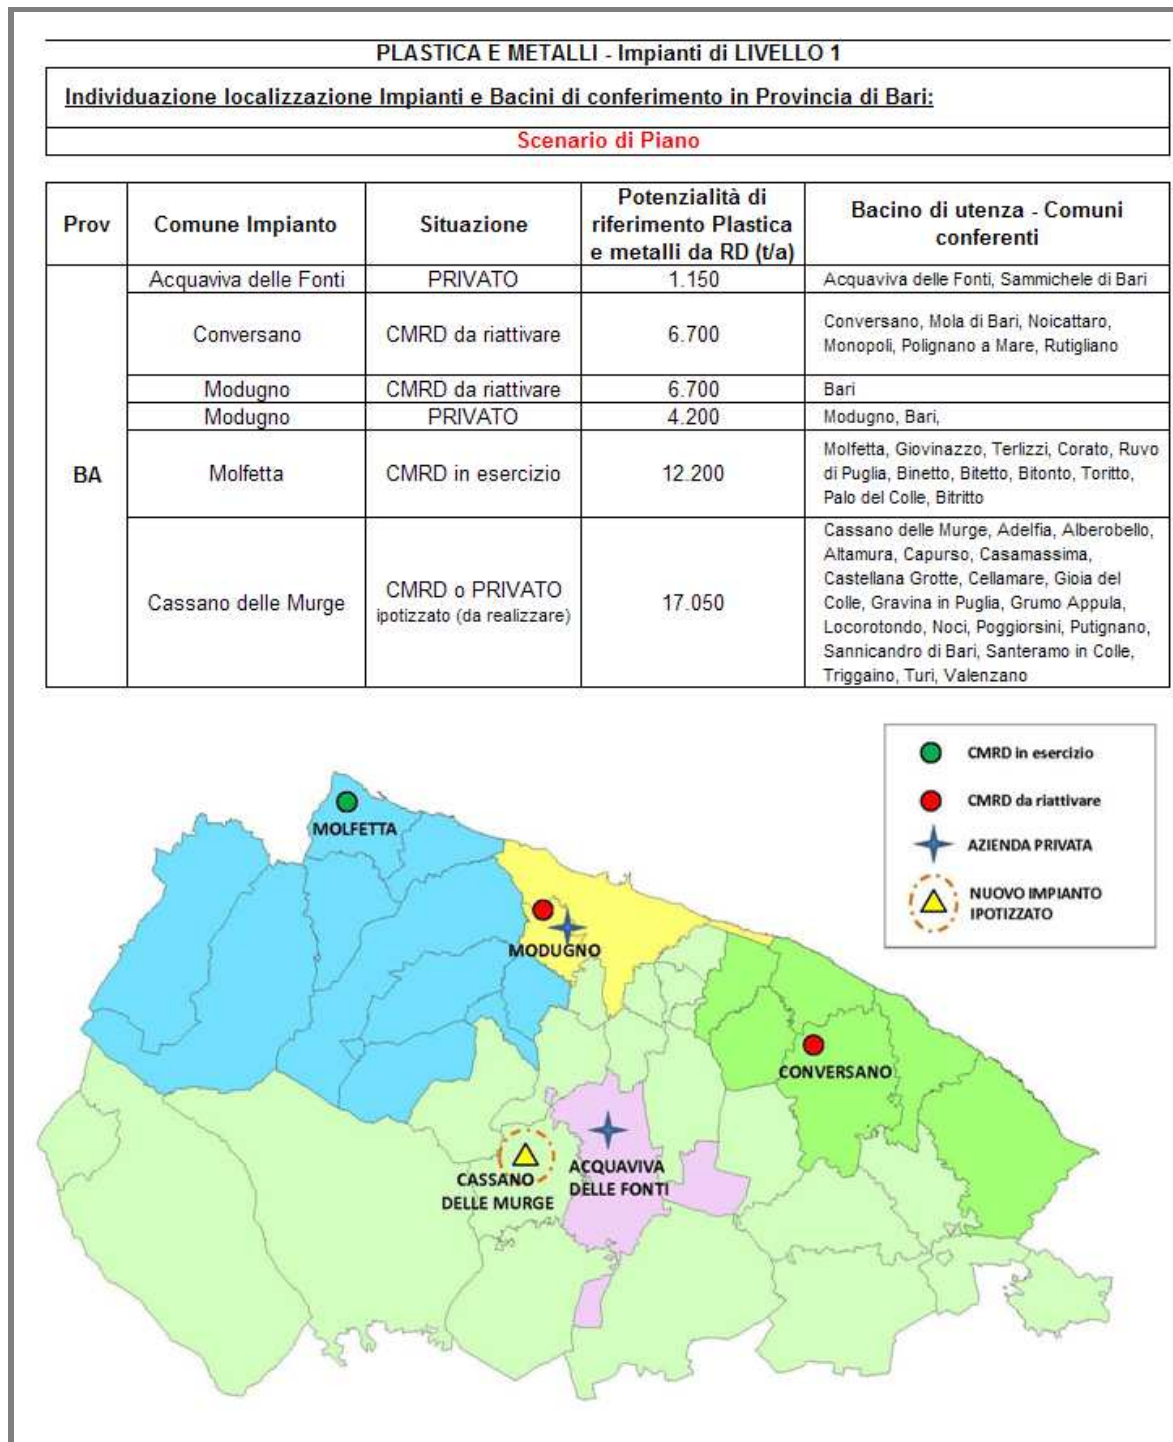 PLASTICA E METALLI - Impianti di LIVELLO 1
Individuazione localizzazione Impianti e Bacini di conferimento in Provincia di Bari:
Scenario di Piano
Prov
Comune Impianto
Situazione
Potenzialità di
riferimento Plastica
e metalli da RD (t/a)
Bacino di utenza - Comuni
conferenti
BA
Acquaviva delle Fonti
PRIVATO
1.150
Acquaviva delle Fonti, Sammichele di Bari
Conversano
CMRD da riattivare
6.700
Conversano, Mola di Bari, Noicattaro,
Monopoli, Polignano a Mare, Rutigliano
Modugno
CMRD da riattivare
6.700
Bari
Modugno
PRIVATO
4.200
Modugno, Bari,
Molfetta
CMRD in esercizio
12.200
Molfetta, Giovinazzo, Terlizzi, Corato, Ruvo
di Puglia, Binetto, Bitetto, Bitonto, Toritto,
Palo del Colle, Bitritto
Cassano delle Murge
CMRD o PRIVATO
ipotizzato (da realizzare)
17.050
Cassano delle Murge, Adelfia, Alberobello,
Altamura, Capurso, Casamassima,
Castellana Grotte, Cellamare, Gioia del
Colle, Gravina in Puglia, Grumo Appula,
Locorotondo, Noci, Poggiorsini, Putignano,
Sannicandro di Bari, Santeramo in Colle,
Triggaino, Turi, Valenzano
CMRD in esercizio
CMRD da riattivare
AZIENDA PRIVATA
NUOVO IMPIANTO
IPOTIZZATO
MOLFETTA
MODUGNO
CONVERSANO
CASSANO
DELLE MURGE
ACQUAVIVA
DELLE FONTI